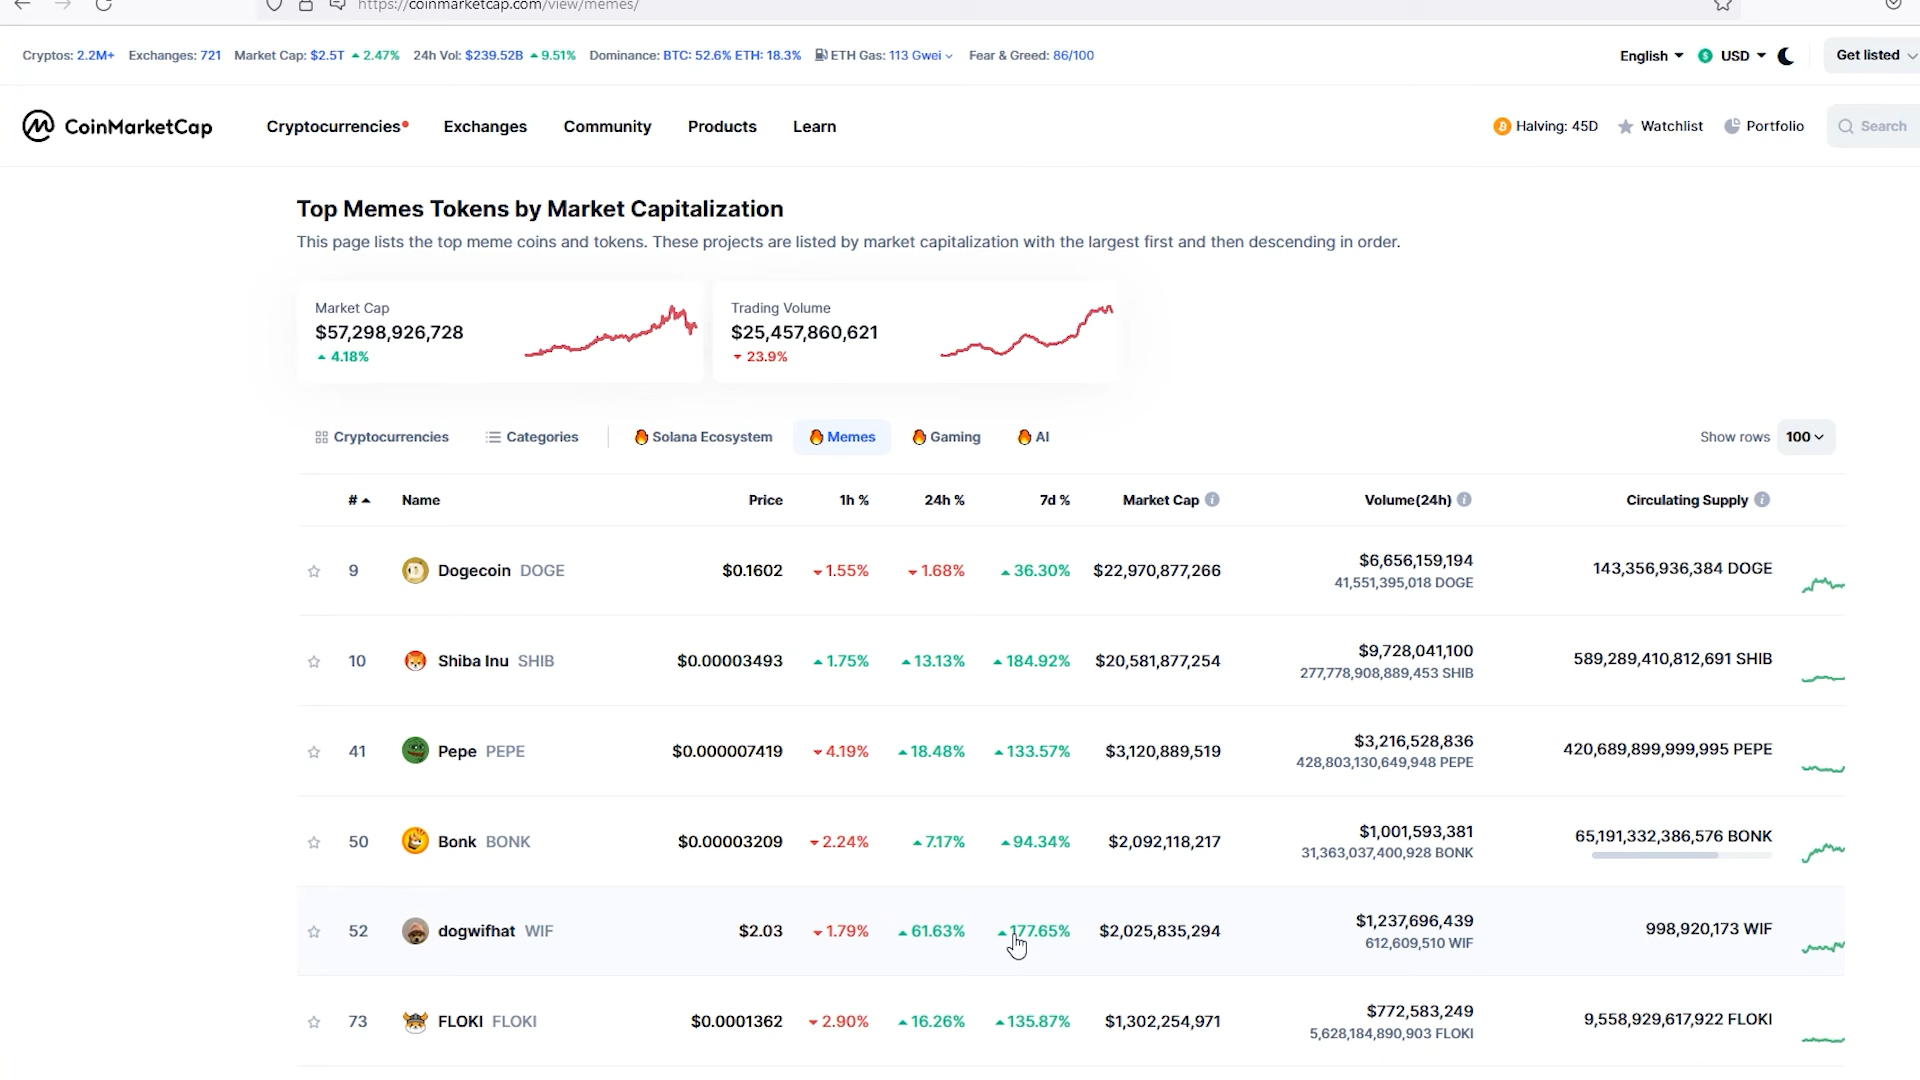 https://coinmarketcap.com/view/memes/
Cryptos: 2.2M+ Exchanges: 721 Market Cap: $2.5T 2.47% 24h Vol: $239.52B 9.51% Dominance: BTC: 52.6% ETH: 18.3% ETH Gas: 113 Gwei Fear & Greed: 86/100 English USD Get listed
CoinMarketCap Cryptocurrencies Exchanges Community Products Learn Halving: 45D Watchlist Portfolio Search
Top Memes Tokens by Market Capitalization
This page lists the top meme coins and tokens. These projects are listed by market capitalization with the largest first and then descending in order.
Market Cap Trading Volume
$57,298,926,728 $25,457,860,621
4.18% 23.9%
Cryptocurrencies Categories Solana Ecosystem Memes Gaming AI Show rows 100
# Name Price 1h % 24h % 7d % Market Cap Volume(24h) Circulating Supply
9 Dogecoin DOGE $0.1602 1.55% 1.68% 36.30% $22,970,877,266 $6,656,159,194 143,356,936,384 DOGE
41,551,395,018 DOGE
10 Shiba Inu SHIB $0.00003493 1.75% 13.13% 184.92% $20,581,877,254 $9,728,041,100 589,289,410,812,691 SHIB
277,778,908,889,453 SHIB
41 Pepe PEPE $0.000007419 4.19% 18.48% 133.57% $3,120,889,519 $3,216,528,836 420,689,899,999,995 PEPE
428,803,130,649,948 PEPE
50 Bonk BONK $0.00003209 2.24% 7.17% 94.34% $2,092,118,217 $1,001,593,381 65,191,332,386,576 BONK
31,363,037,400,928 BONK
52 dogwifhat WIF $2.03 1.79% 61.63% 177.65% $2,025,835,294 $1,237,696,439 998,920,173 WIF
612,609,510 WIF
73 FLOKI FLOKI $0.0001362 2.90% 16.26% 135.87% $1,302,254,971 $772,583,249 9,558,929,617,922 FLOKI
5,628,184,890,903 FLOKI